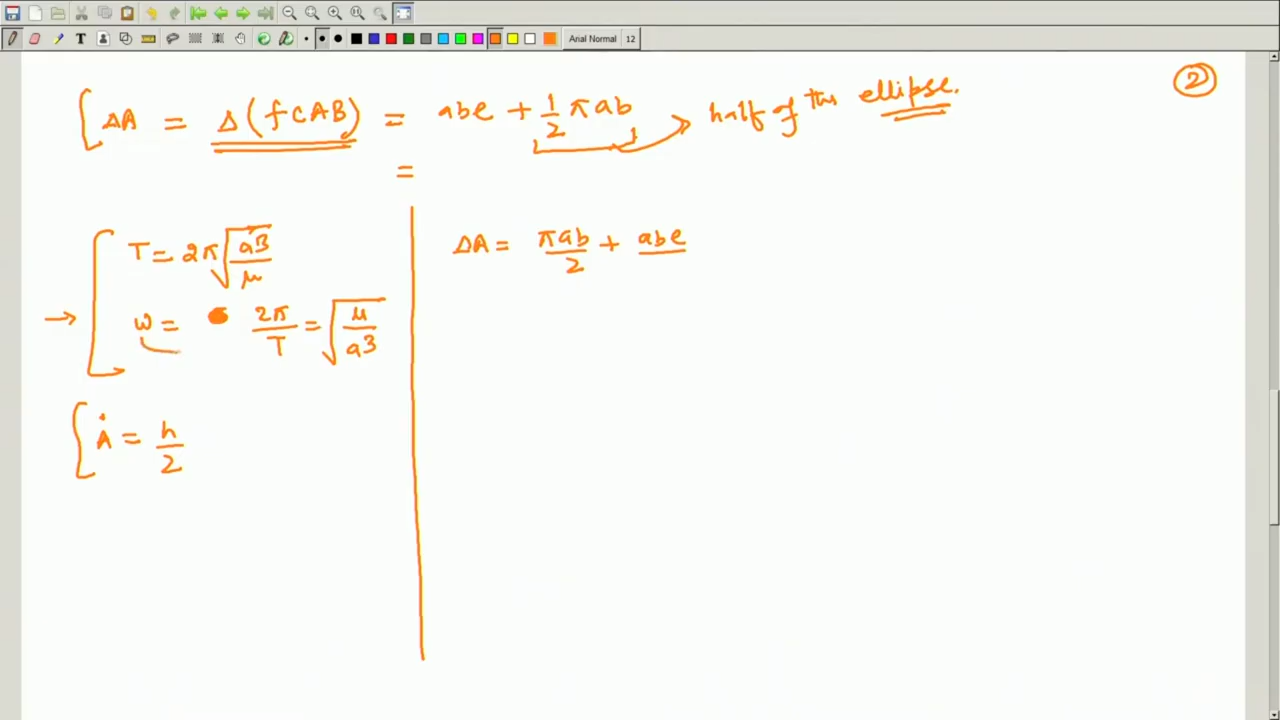 Arial Normal 12
②
ΔA = Δ(fCAB) = abe + 1/2 πab → half of this ellipse.
=
T = 2π√(a3/μ)
→ w = 2π/T = √(μ/a3)
Ȧ = h/2
ΔA = πab/2 + abe